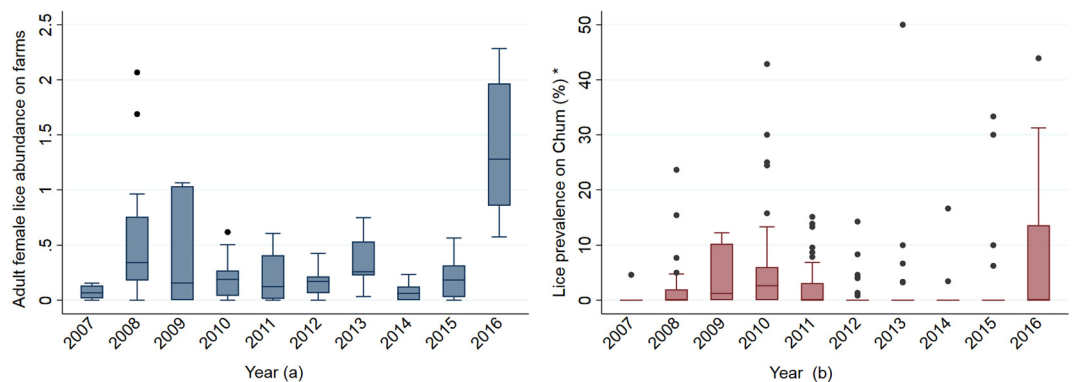 Adult female lice abundance on farms
2.5
2
1.5
1
.5
0
2007 2008 2009 2010 2011 2012 2013 2014 2015 2016
Year (a)
Lice prevalence on Chum (%) *
50
40
30
20
10
0
2007 2008 2009 2010 2011 2012 2013 2014 2015 2016
Year (b)